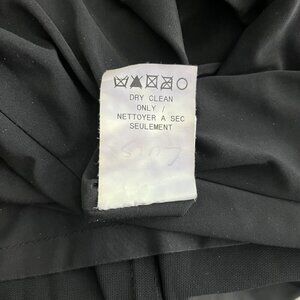 DRY CLEAN
ONLY /
NETTOYER A SEC
SEULEMENT